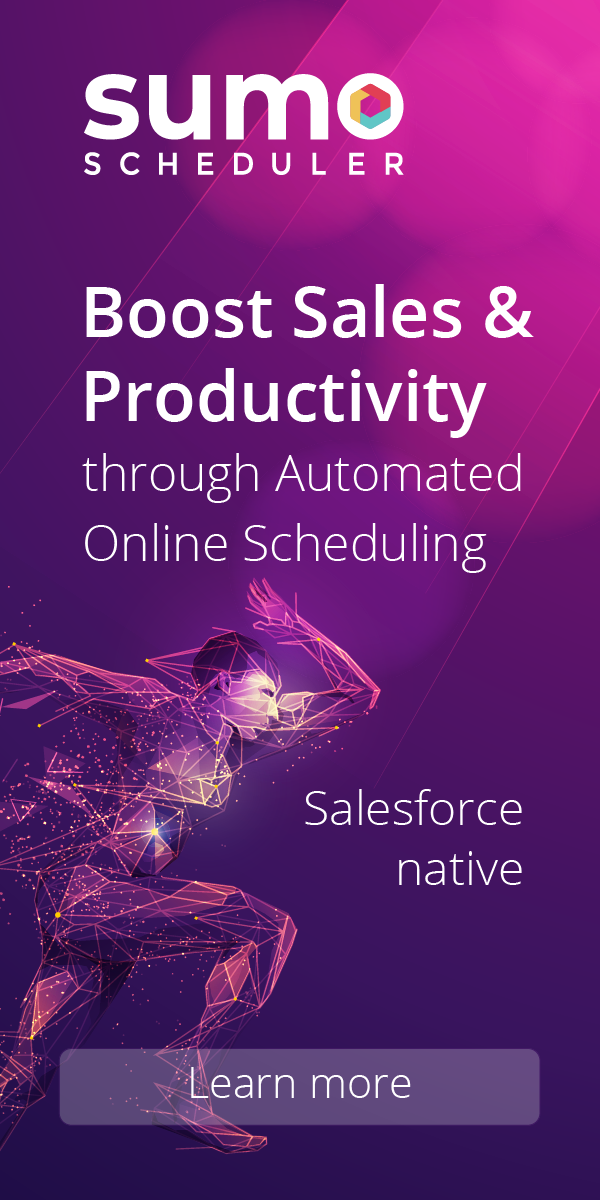 sumo
SCHEDULER
Boost Sales &
Productivity
through Automated
Online Scheduling
Salesforce
native
Learn more